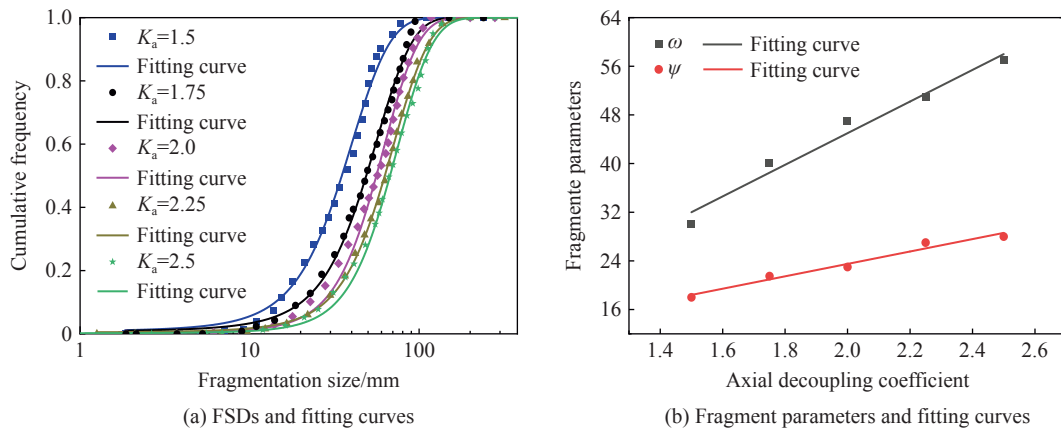 1.0
0.8
0.6
0.4
0.2
0
Cumulative frequency
Ka=1.5
Fitting curve
Ka=1.75
Fitting curve
Ka=2.0
Fitting curve
Ka=2.25
Fitting curve
Ka=2.5
Fitting curve
1 10 100
Fragmentation size/mm
(a) FSDs and fitting curves
64
56
48
40
32
24
16
Fragmente parameters
ω Fitting curve
ψ Fitting curve
1.4 1.6 1.8 2.0 2.2 2.4 2.6
Axial decoupling coefficient
(b) Fragment parameters and fitting curves